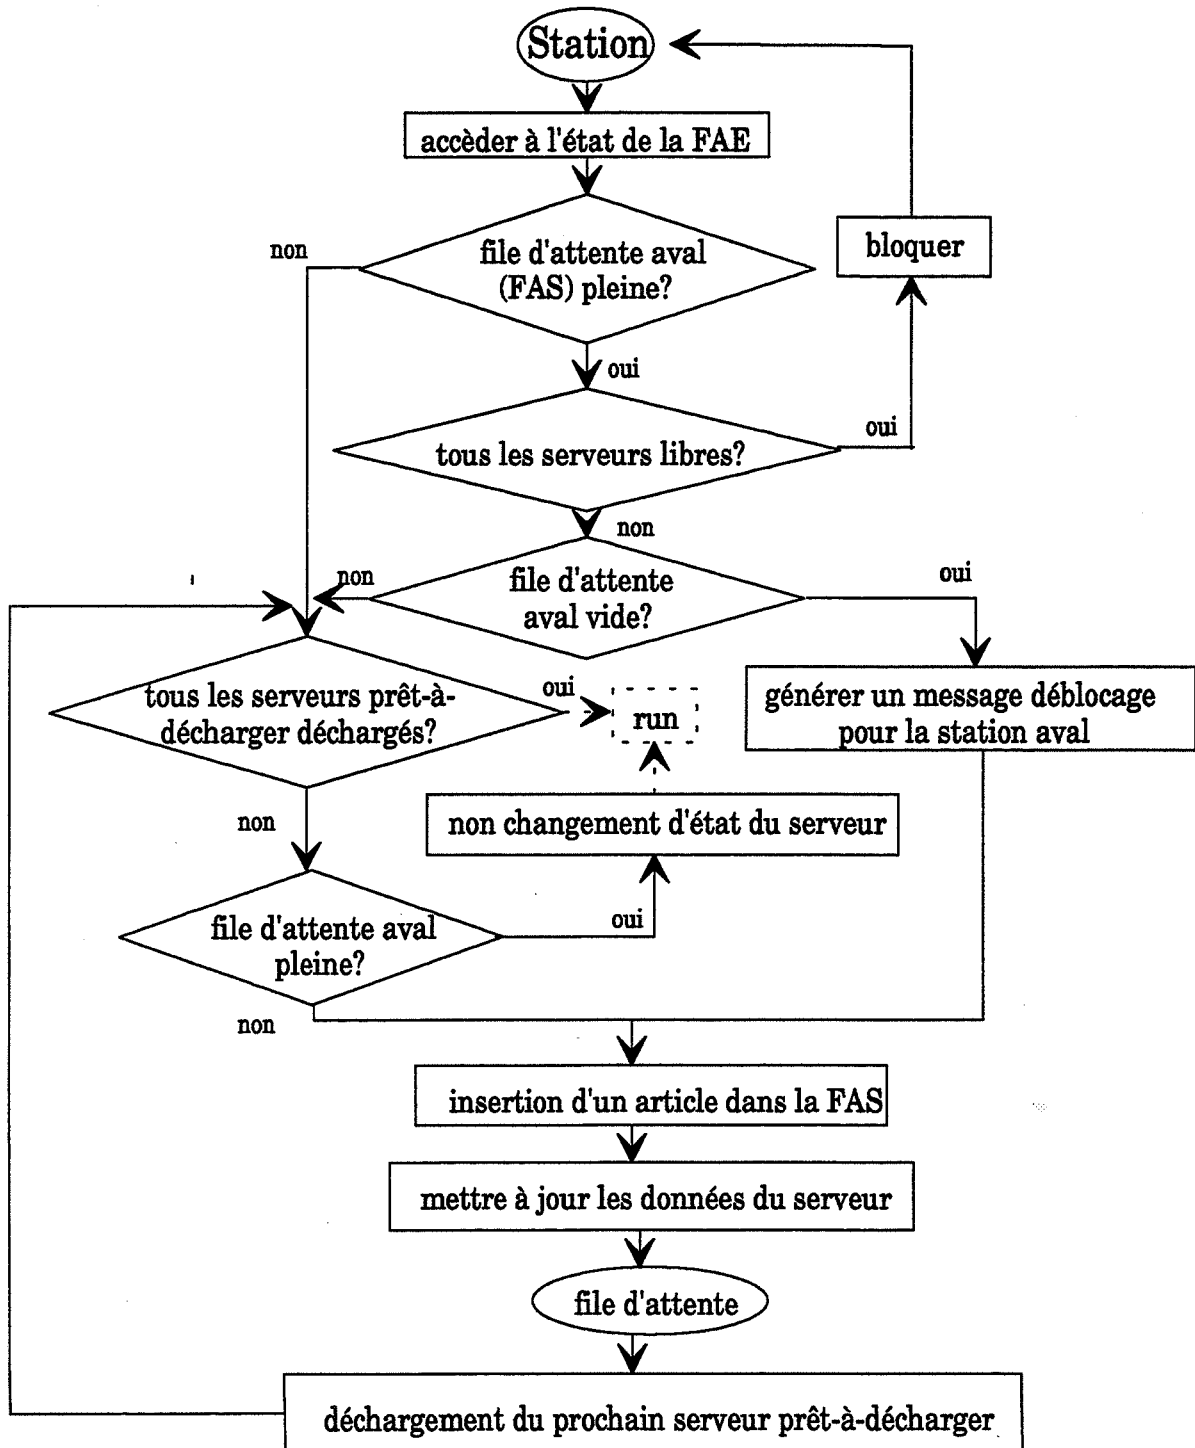 Station
accèder à l'état de la FAE
non
file d'attente aval
(FAS) pleine?
bloquer
oui
tous les serveurs libres?
oui
non
non
file d'attente
aval vide?
oui
tous les serveurs prêt-à-
décharger déchargés?
oui
run
générer un message déblocage
pour la station aval
non
non changement d'état du serveur
file d'attente aval
pleine?
oui
non
insertion d'un article dans la FAS
mettre à jour les données du serveur
file d'attente
déchargement du prochain serveur prêt-à-décharger